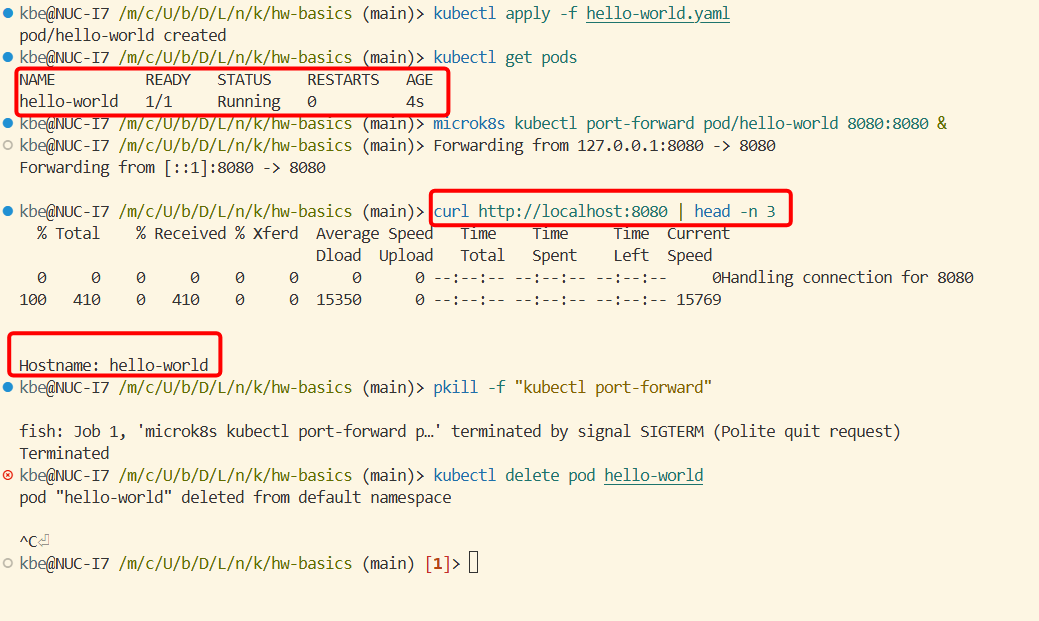 kbe@NUC-I7 /m/c/U/b/D/L/n/k/hw-basics (main)> kubectl apply -f hello-world.yaml
pod/hello-world created
kbe@NUC-I7 /m/c/U/b/D/L/n/k/hw-basics (main)> kubectl get pods
NAME READY STATUS RESTARTS AGE
hello-world 1/1 Running 0 4s
kbe@NUC-I7 /m/c/U/b/D/L/n/k/hw-basics (main)> microk8s kubectl port-forward pod/hello-world 8080:8080 &
kbe@NUC-I7 /m/c/U/b/D/L/n/k/hw-basics (main)> Forwarding from 127.0.0.1:8080 -> 8080
Forwarding from [::1]:8080 -> 8080
kbe@NUC-I7 /m/c/U/b/D/L/n/k/hw-basics (main)> curl http://localhost:8080 | head -n 3
% Total % Received % Xferd Average Speed Time Time Time Current
Dload Upload Total Spent Left Speed
0 0 0 0 0 0 0 0 --:--:-- --:--:-- --:--:-- 0Handling connection for 8080
100 410 0 410 0 0 15350 0 --:--:-- --:--:-- --:--:-- 15769
Hostname: hello-world
kbe@NUC-I7 /m/c/U/b/D/L/n/k/hw-basics (main)> pkill -f "kubectl port-forward"
fish: Job 1, 'microk8s kubectl port-forward p…' terminated by signal SIGTERM (Polite quit request)
Terminated
kbe@NUC-I7 /m/c/U/b/D/L/n/k/hw-basics (main)> kubectl delete pod hello-world
pod "hello-world" deleted from default namespace
^C⏎
kbe@NUC-I7 /m/c/U/b/D/L/n/k/hw-basics (main) [1]>